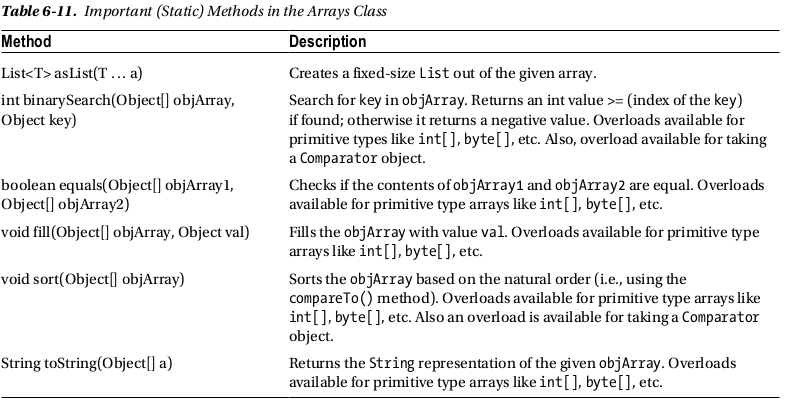 Table 6-11. Important (Static) Methods in the Arrays Class
Method Description
List<T> asList(T . . . a) Creates a fixed-size List out of the given array.
int binarySearch(Object[] objArray, Search for key in objArray. Returns an int value >= (index of the key)
Object key) if found; otherwise it returns a negative value. Overloads available for
primitive types like int[], byte[], etc. Also, overload available for taking
a Comparator object.
boolean equals(Object[] objArray1, Checks if the contents of objArray1 and objArray2 are equal. Overloads
Object[] objArray2) available for primitive type arrays like int[], byte[], etc.
void fill(Object[] objArray, Object val) Fills the objArray with value val. Overloads available for primitive type
arrays like int[], byte[], etc.
void sort(Object[] objArray) Sorts the objArray based on the natural order (i.e., using the
compareTo() method). Overloads available for primitive type arrays like
int[], byte[], etc. Also an overload is available for taking a Comparator
object.
String toString(Object[] a) Returns the String representation of the given objArray. Overloads
available for primitive type arrays like int[], byte[], etc.